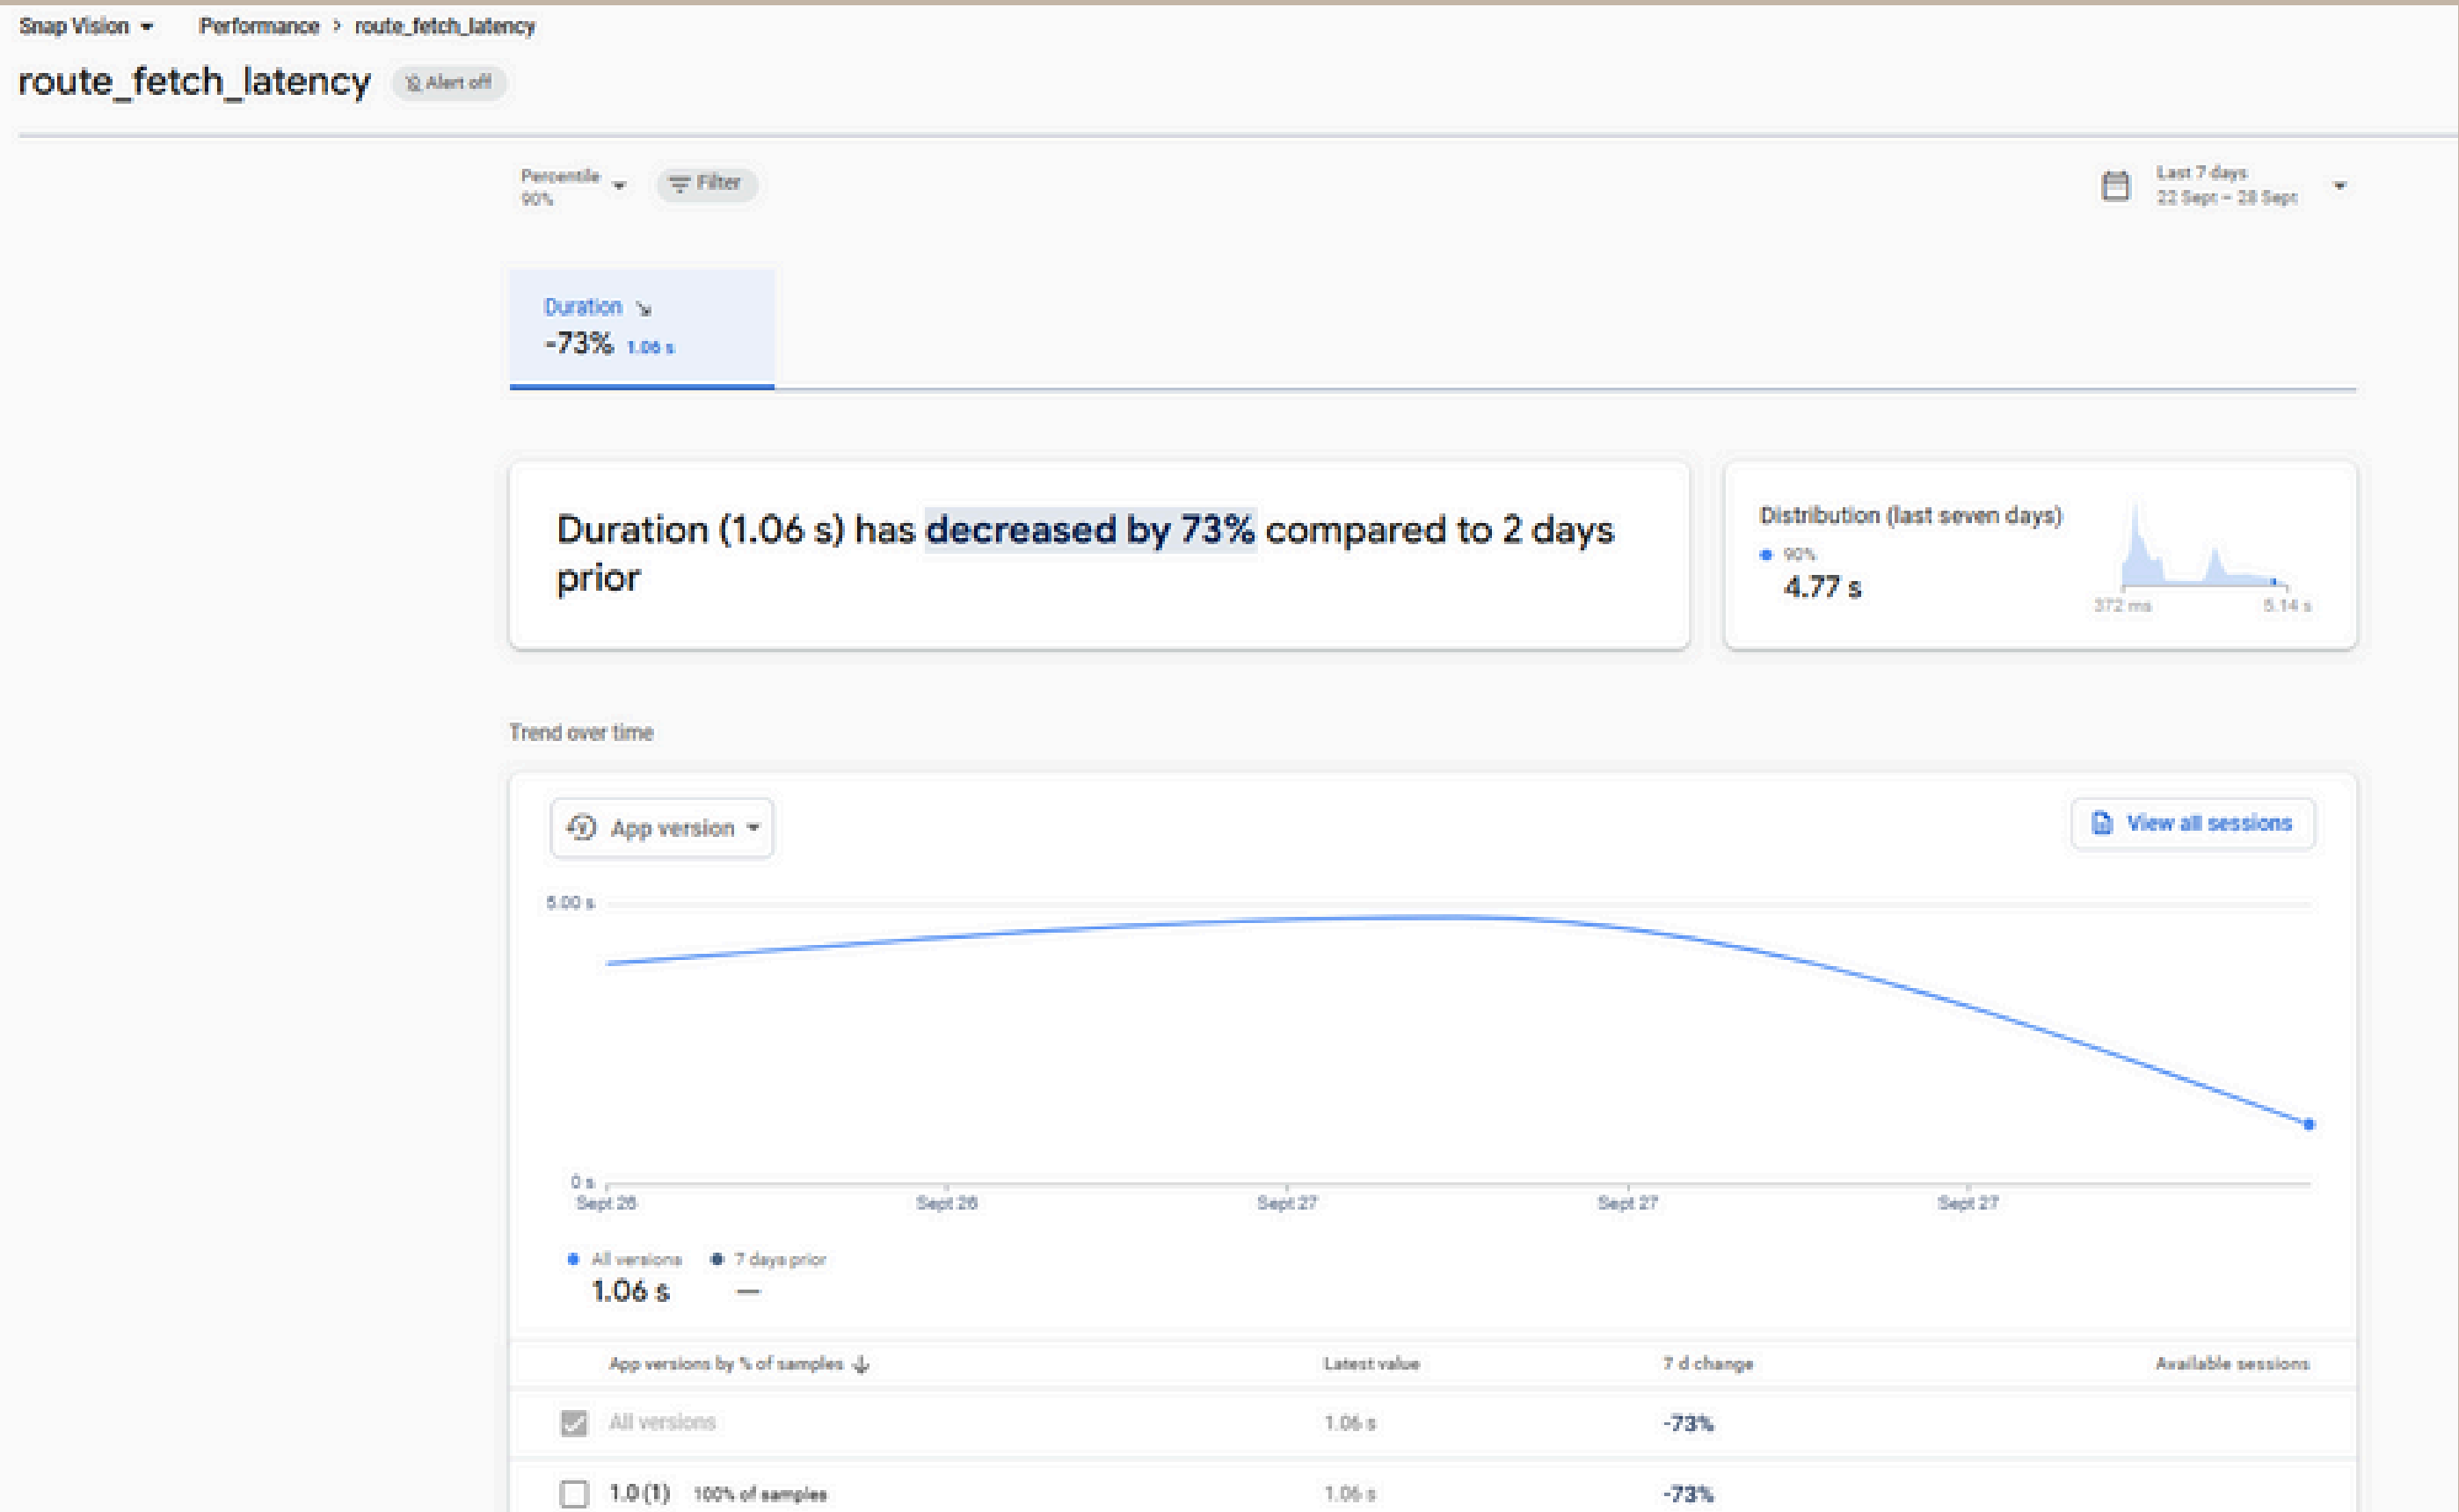 Snap Vision Performance > route_fetch_latency
route_fetch_latency Alert off
Percentile
90%
Filter
Last 7 days
22 Sept – 28 Sept
Duration
-73% 1.06 s
Duration (1.06 s) has decreased by 73% compared to 2 days
prior
Distribution (last seven days)
90%
4.77 s
372 ms 5.14 s
Trend over time
App version
View all sessions
5.00 s
0 s
Sept 26 Sept 26 Sept 27 Sept 27 Sept 27
All versions 7 days prior
1.06 s —
App versions by % of samples Latest value 7 d change Available sessions
All versions 1.06 s -73%
1.0 (1) 100% of samples 1.06 s -73%